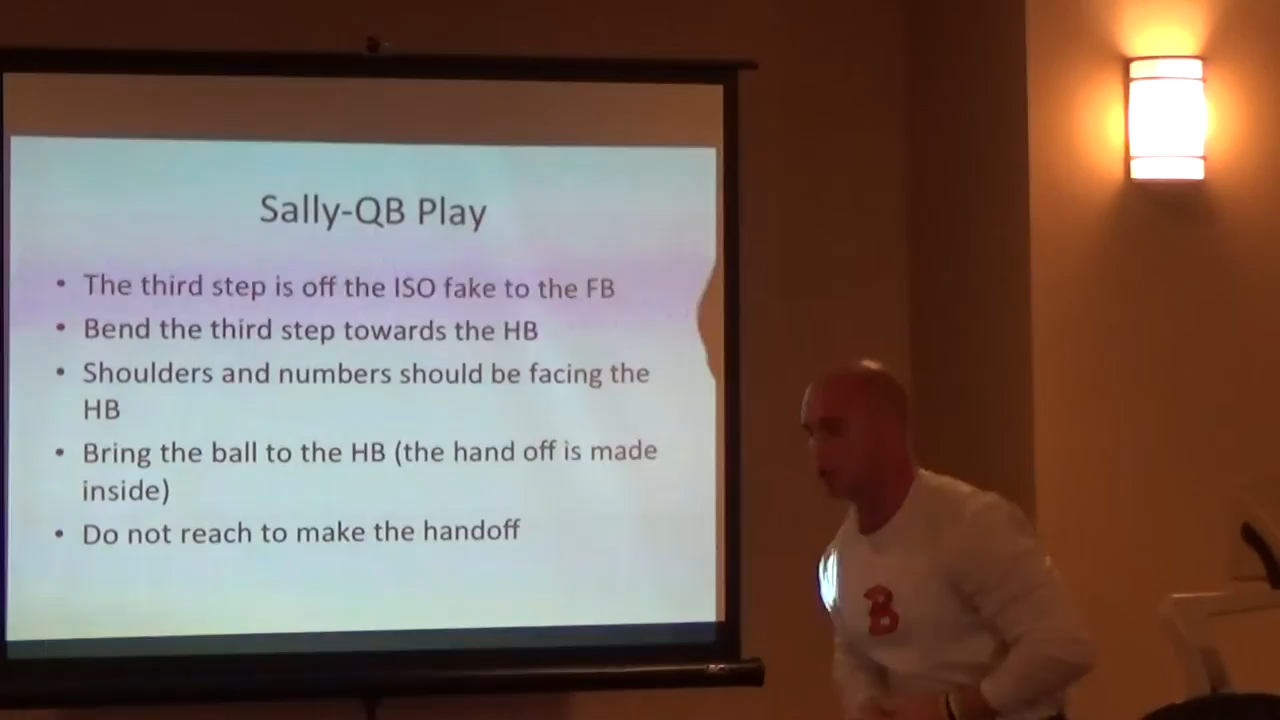 Sally-QB Play
• The third step is off the ISO fake to the FB
• Bend the third step towards the HB
• Shoulders and numbers should be facing the
HB
• Bring the ball to the HB (the hand off is made
inside)
• Do not reach to make the handoff
B